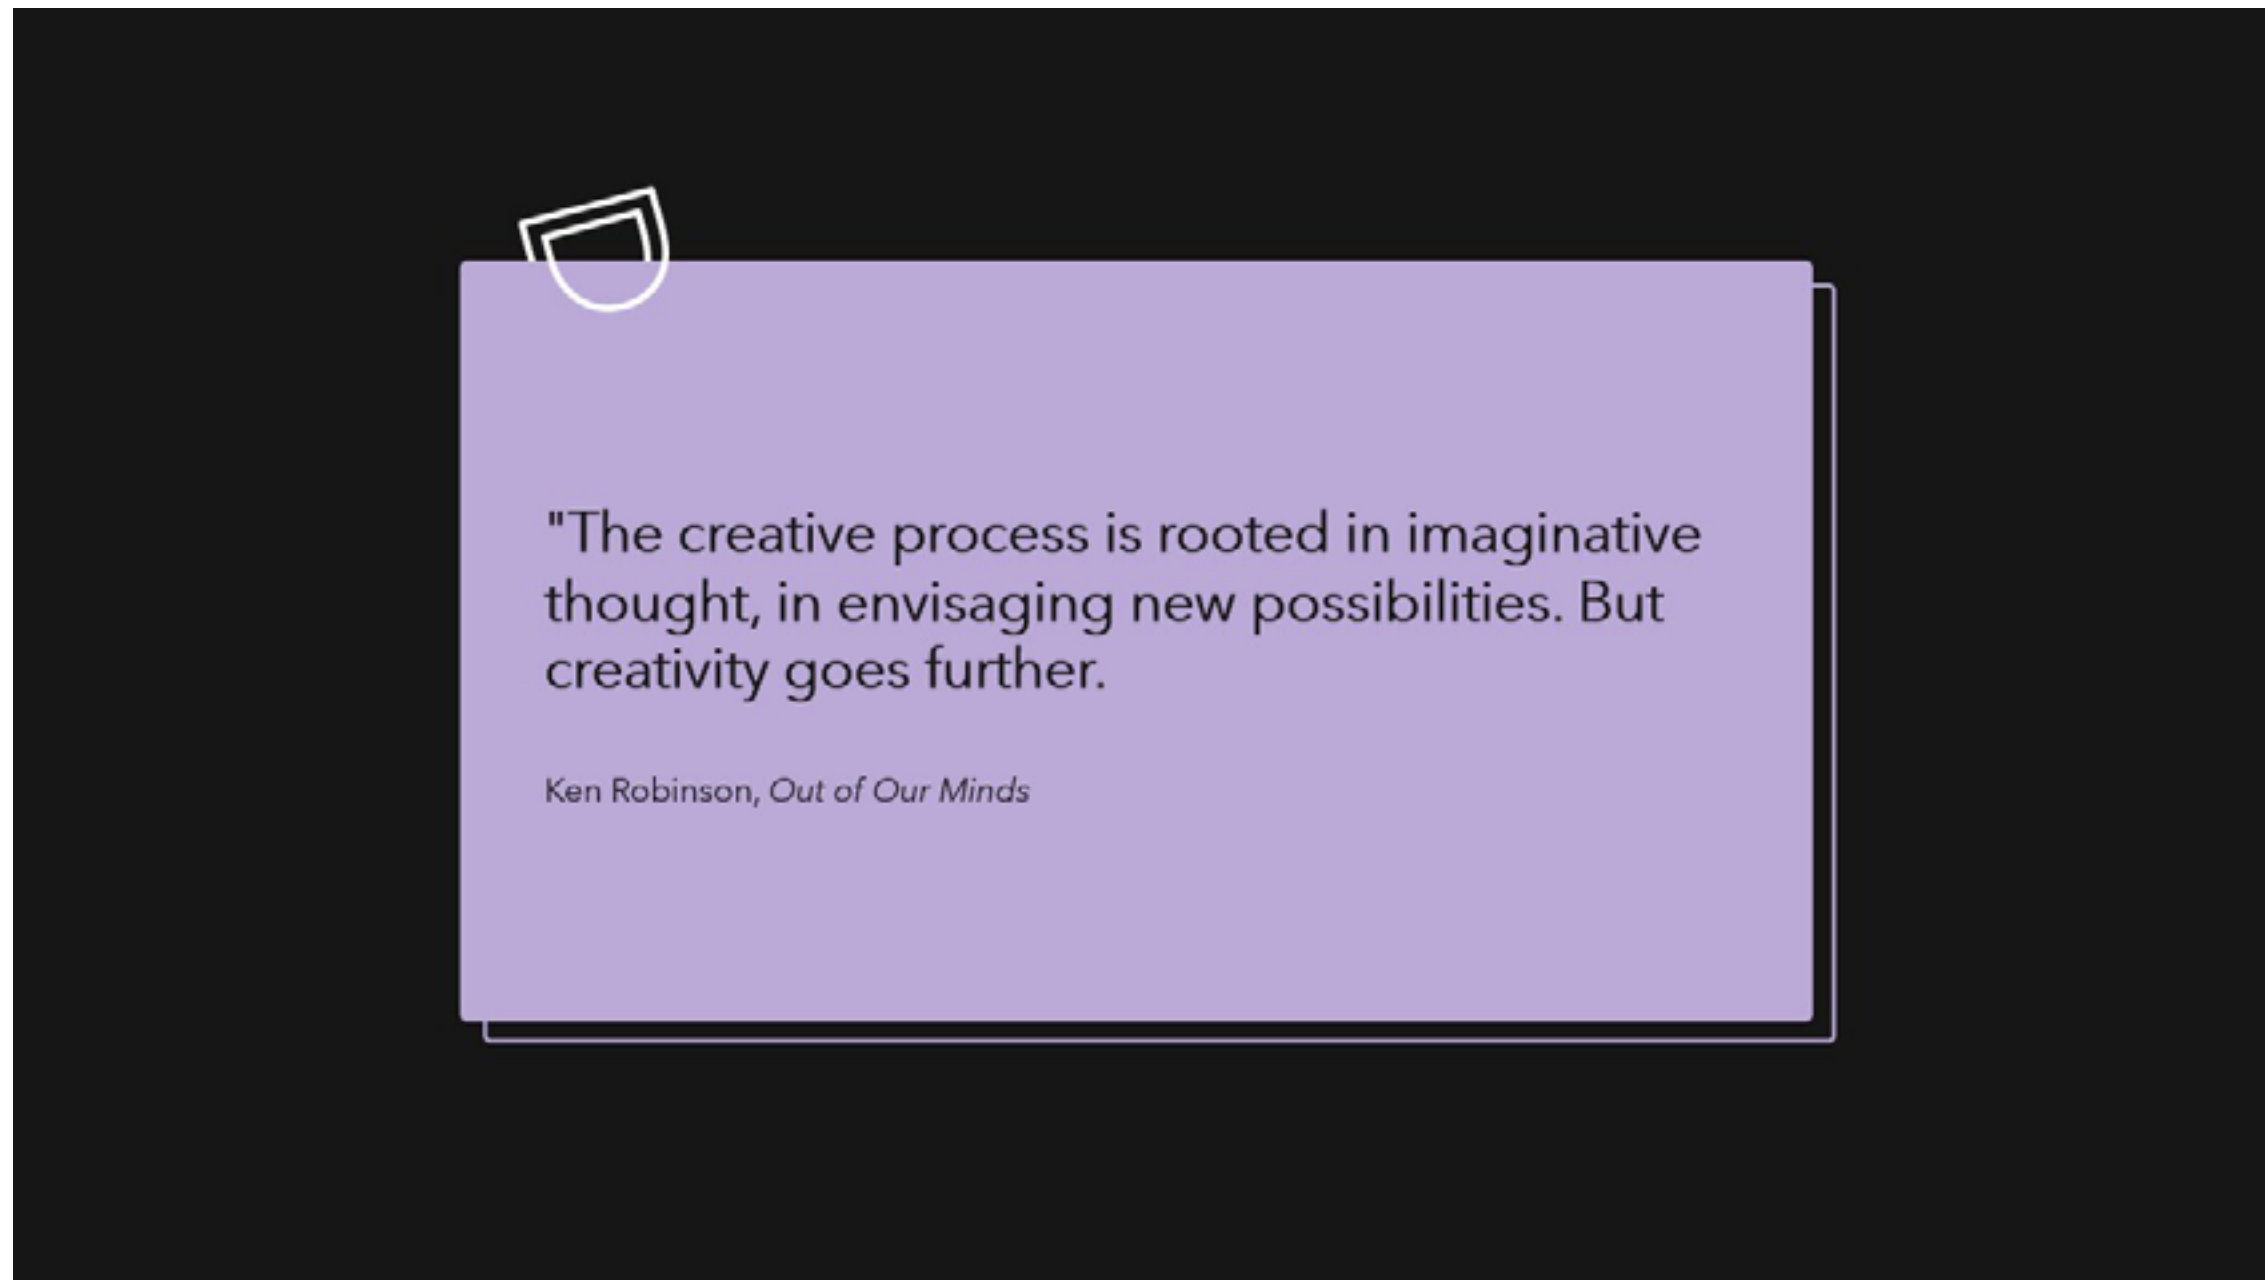 "The creative process is rooted in imaginative
thought, in envisaging new possibilities. But
creativity goes further.
Ken Robinson, Out of Our Minds